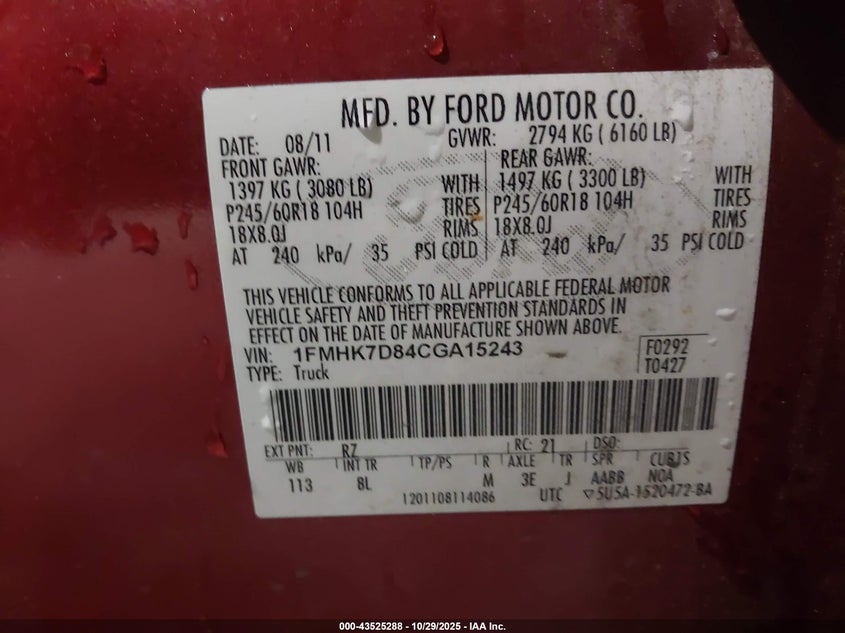 MFD. BY FORD MOTOR CO.
DATE: 08/11 GVWR: 2794 KG ( 6160 LB)
FRONT GAWR: REAR GAWR:
1397 KG ( 3080 LB) WITH 1497 KG ( 3300 LB) WITH
P245/60R18 104H TIRES P245/60R18 104H TIRES
18X8.0J RIMS 18X8.0J RIMS
AT 240 kPa/ 35 PSI COLD AT 240 kPa/ 35 PSI COLD
THIS VEHICLE CONFORMS TO ALL APPLICABLE FEDERAL MOTOR
VEHICLE SAFETY AND THEFT PREVENTION STANDARDS IN
EFFECT ON THE DATE OF MANUFACTURE SHOWN ABOVE.
VIN: 1FMHK7D84CGA15243 F0292
TYPE: Truck T0427
EXT PNT: RZ RC: 21 DSO:
WB INT TR TP/PS R AXLE TR SPR CUBTS
113 8L M 3E J AABB NOA
1201108114086 UTC ▽5U5A-1520472-BA
000-43525288 - 10/29/2025 - IAA Inc.